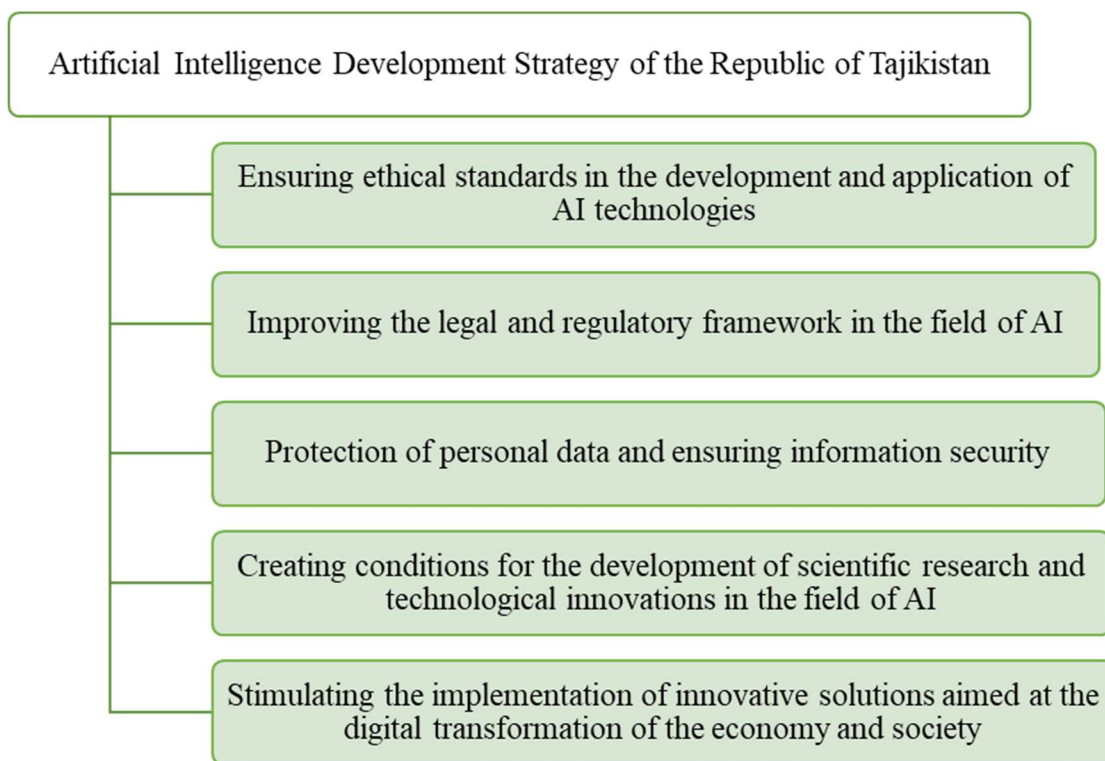 Artificial Intelligence Development Strategy of the Republic of Tajikistan
Ensuring ethical standards in the development and application of
AI technologies
Improving the legal and regulatory framework in the field of AI
Protection of personal data and ensuring information security
Creating conditions for the development of scientific research and
technological innovations in the field of AI
Stimulating the implementation of innovative solutions aimed at the
digital transformation of the economy and society